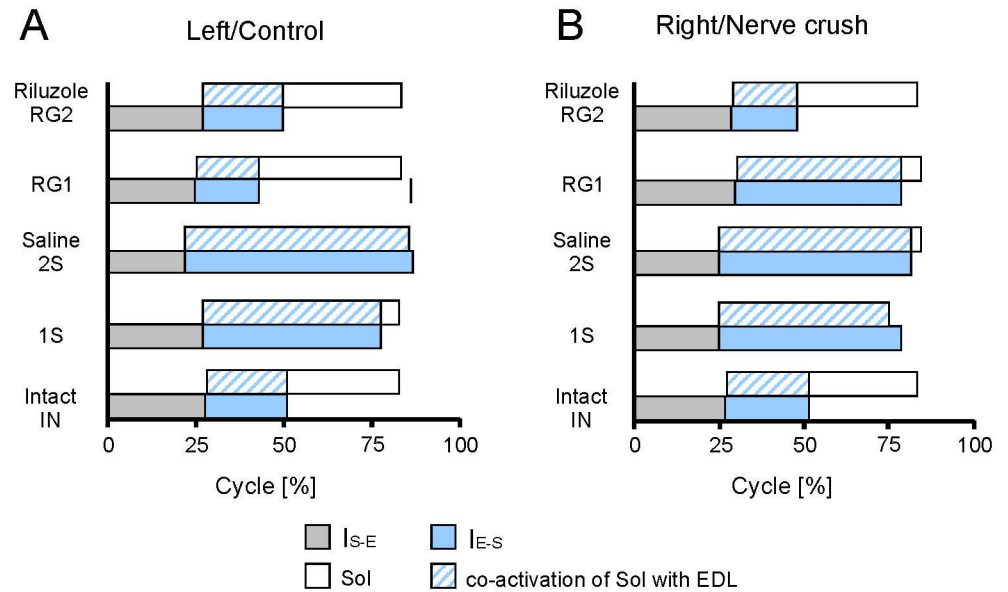 A
Left/Control
Riluzole
RG2
RG1
Saline
2S
1S
Intact
IN
0 25 50 75 100
Cycle [%]
B
Right/Nerve crush
Riluzole
RG2
RG1
Saline
2S
1S
Intact
IN
0 25 50 75 100
Cycle [%]
IS-E IE-S
Sol co-activation of Sol with EDL